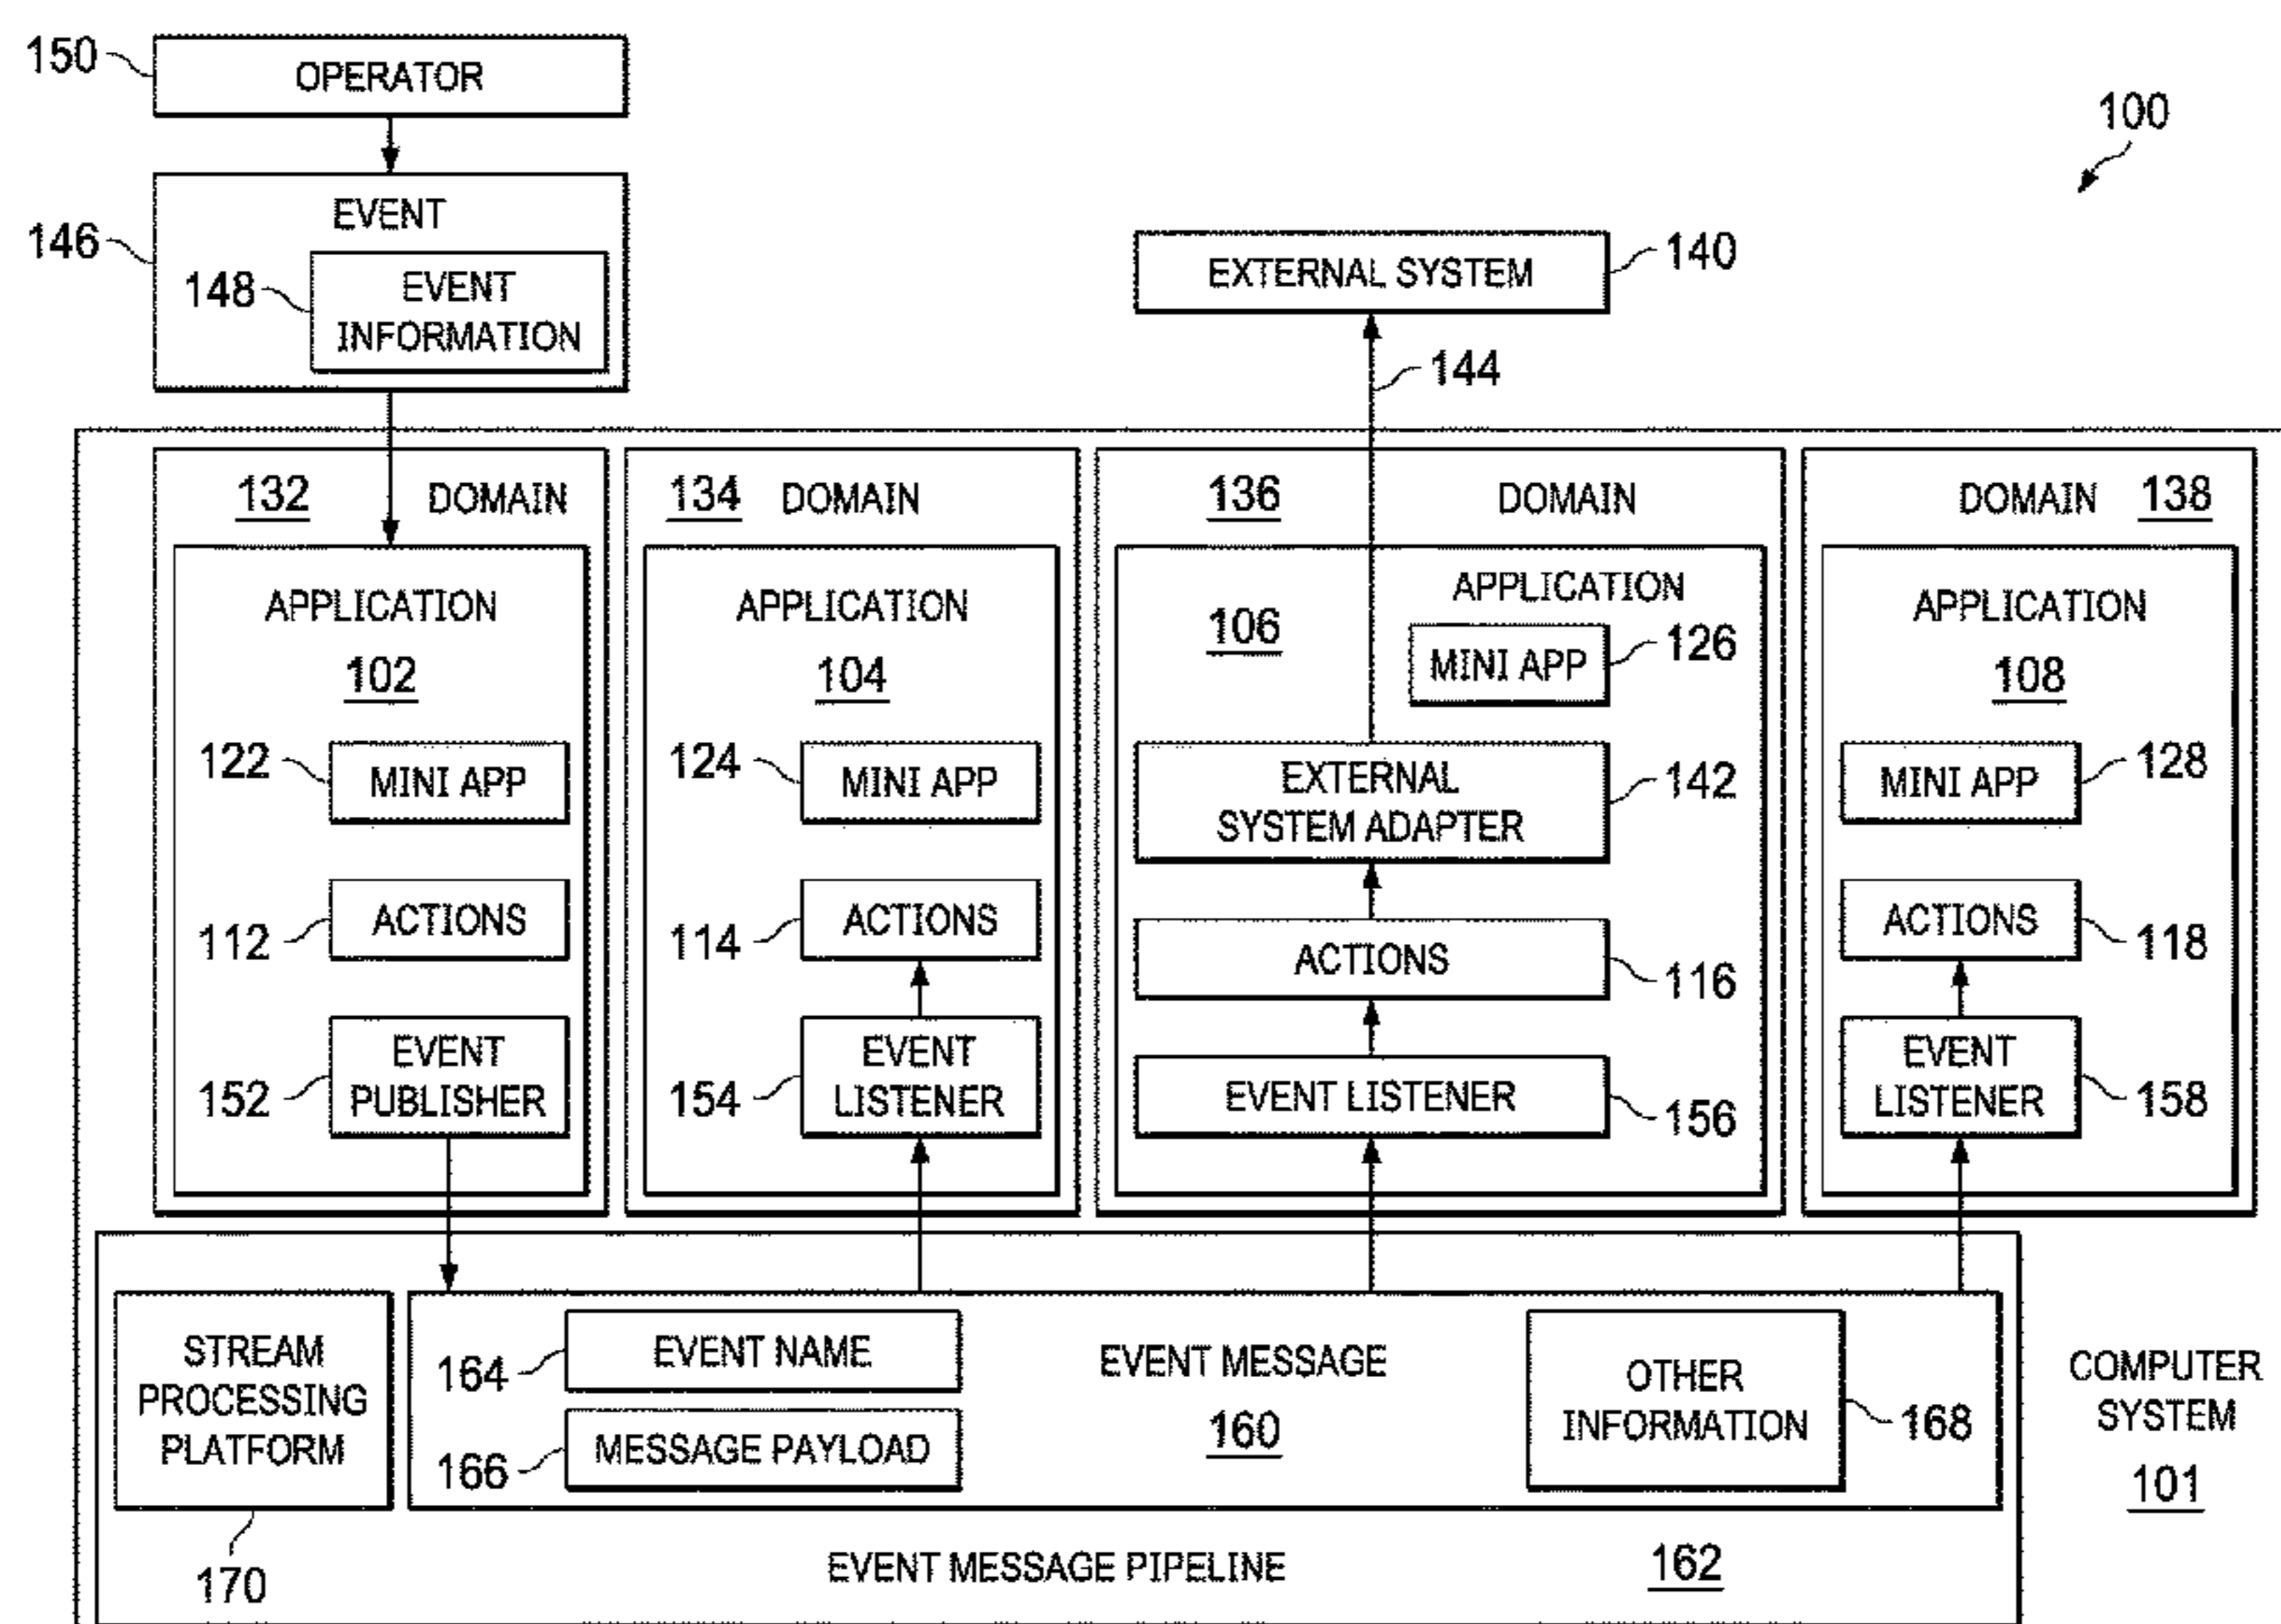 150
OPERATOR
100
146
EVENT
148
EVENT
INFORMATION
EXTERNAL SYSTEM
140
144
132
DOMAIN
134
DOMAIN
136
DOMAIN
DOMAIN
138
APPLICATION
102
122
MINI APP
112
ACTIONS
152
EVENT
PUBLISHER
APPLICATION
104
124
MINI APP
114
ACTIONS
154
EVENT
LISTENER
APPLICATION
106
MINI APP
126
EXTERNAL
SYSTEM ADAPTER
142
ACTIONS
116
EVENT LISTENER
156
APPLICATION
108
MINI APP
128
ACTIONS
118
EVENT
LISTENER
158
STREAM
PROCESSING
PLATFORM
170
164
EVENT NAME
166
MESSAGE PAYLOAD
EVENT MESSAGE
160
OTHER
INFORMATION
168
COMPUTER
SYSTEM
101
EVENT MESSAGE PIPELINE
162